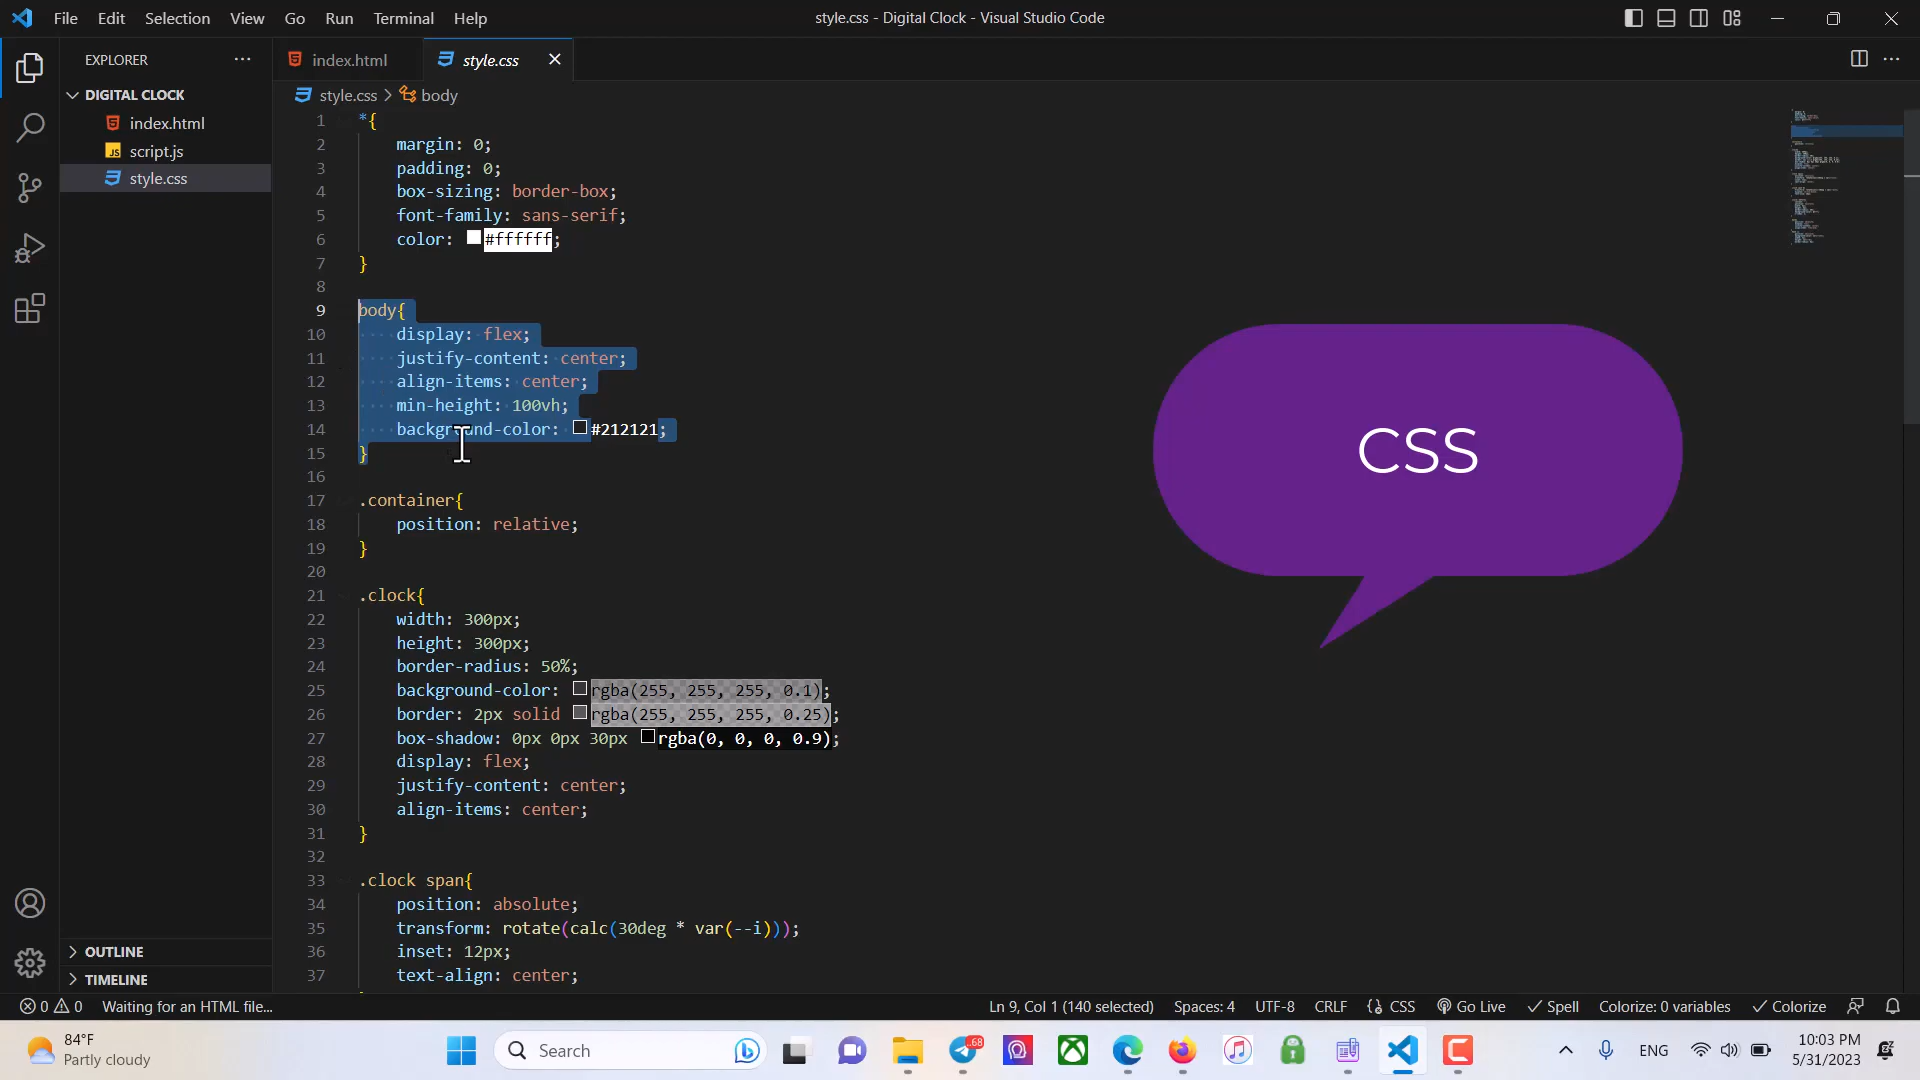 File Edit Selection View Go Run Terminal Help
style.css - Digital Clock - Visual Studio Code
EXPLORER
index.html
style.css
DIGITAL CLOCK
index.html
JS script.js
style.css
style.css > body
1 *{
2 margin: 0;
3 padding: 0;
4 box-sizing: border-box;
5 font-family: sans-serif;
6 color: #ffffff;
7 }
8
9 body{
10 display: flex;
11 justify-content: center;
12 align-items: center;
13 min-height: 100vh;
14 background-color: #212121;
15 }
16
17 .container{
18 position: relative;
19 }
20
21 .clock{
22 width: 300px;
23 height: 300px;
24 border-radius: 50%;
25 background-color: rgba(255, 255, 255, 0.1);
26 border: 2px solid rgba(255, 255, 255, 0.25);
27 box-shadow: 0px 0px 30px rgba(0, 0, 0, 0.9);
28 display: flex;
29 justify-content: center;
30 align-items: center;
31 }
32
33 .clock span{
34 position: absolute;
35 transform: rotate(calc(30deg * var(--i)));
36 inset: 12px;
37 text-align: center;
CSS
OUTLINE
TIMELINE
0 0 Waiting for an HTML file...
Ln 9, Col 1 (140 selected) Spaces: 4 UTF-8 CRLF CSS Go Live Spell Colorize: 0 variables Colorize
84°F
Partly cloudy
Search
..68
ENG
10:03 PM
5/31/2023